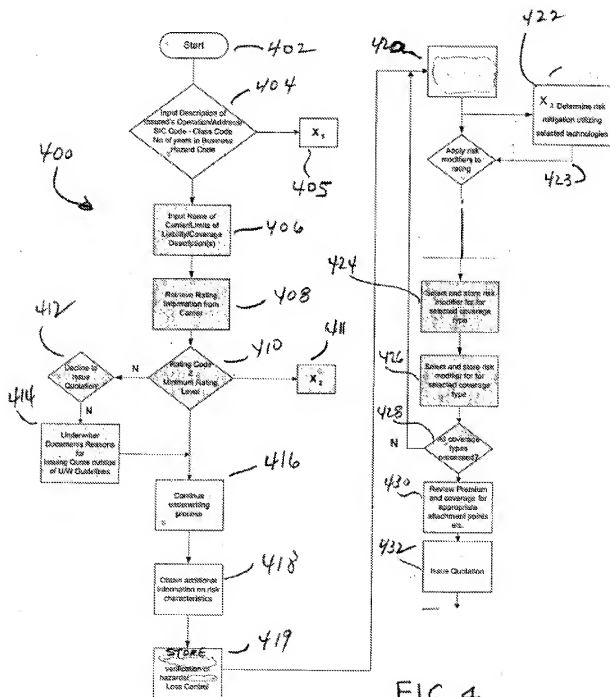 Start
402
404
Input Description of
Insured's Operation/Address/
SIC Code - Class Code
No of years in Business
Hazard Code
X1
405
400
Input Name of
Carrier/Limits of
Liability/Coverage
Description(s)
406
Retrieve Rating
Information from
Carrier
408
412
Decline to
Issue
Quotation
N
410
Rating Code
≥
Minimum Rating
Level
411
X2
414
N
Underwriter
Documents Reasons
for
Issuing Quote outside
of U/W Guidelines
416
Continue
underwriting
process
Obtain additional
information on risk
characteristics
418
419
STORE
verification of
hazards
Loss Control
420
422
X3 Determine risk
mitigation utilizing
selected technologies
423
Apply risk
modifiers to
rating
424
Select and store risk
modifier for for
selected coverage
type
426
Select and store risk
modifier for for
selected coverage
type
428
N
All coverage
types
processed?
430
Review Premium
and coverage for
appropriate
attachment points
etc.
432
Issue Quotation
FIG. 4